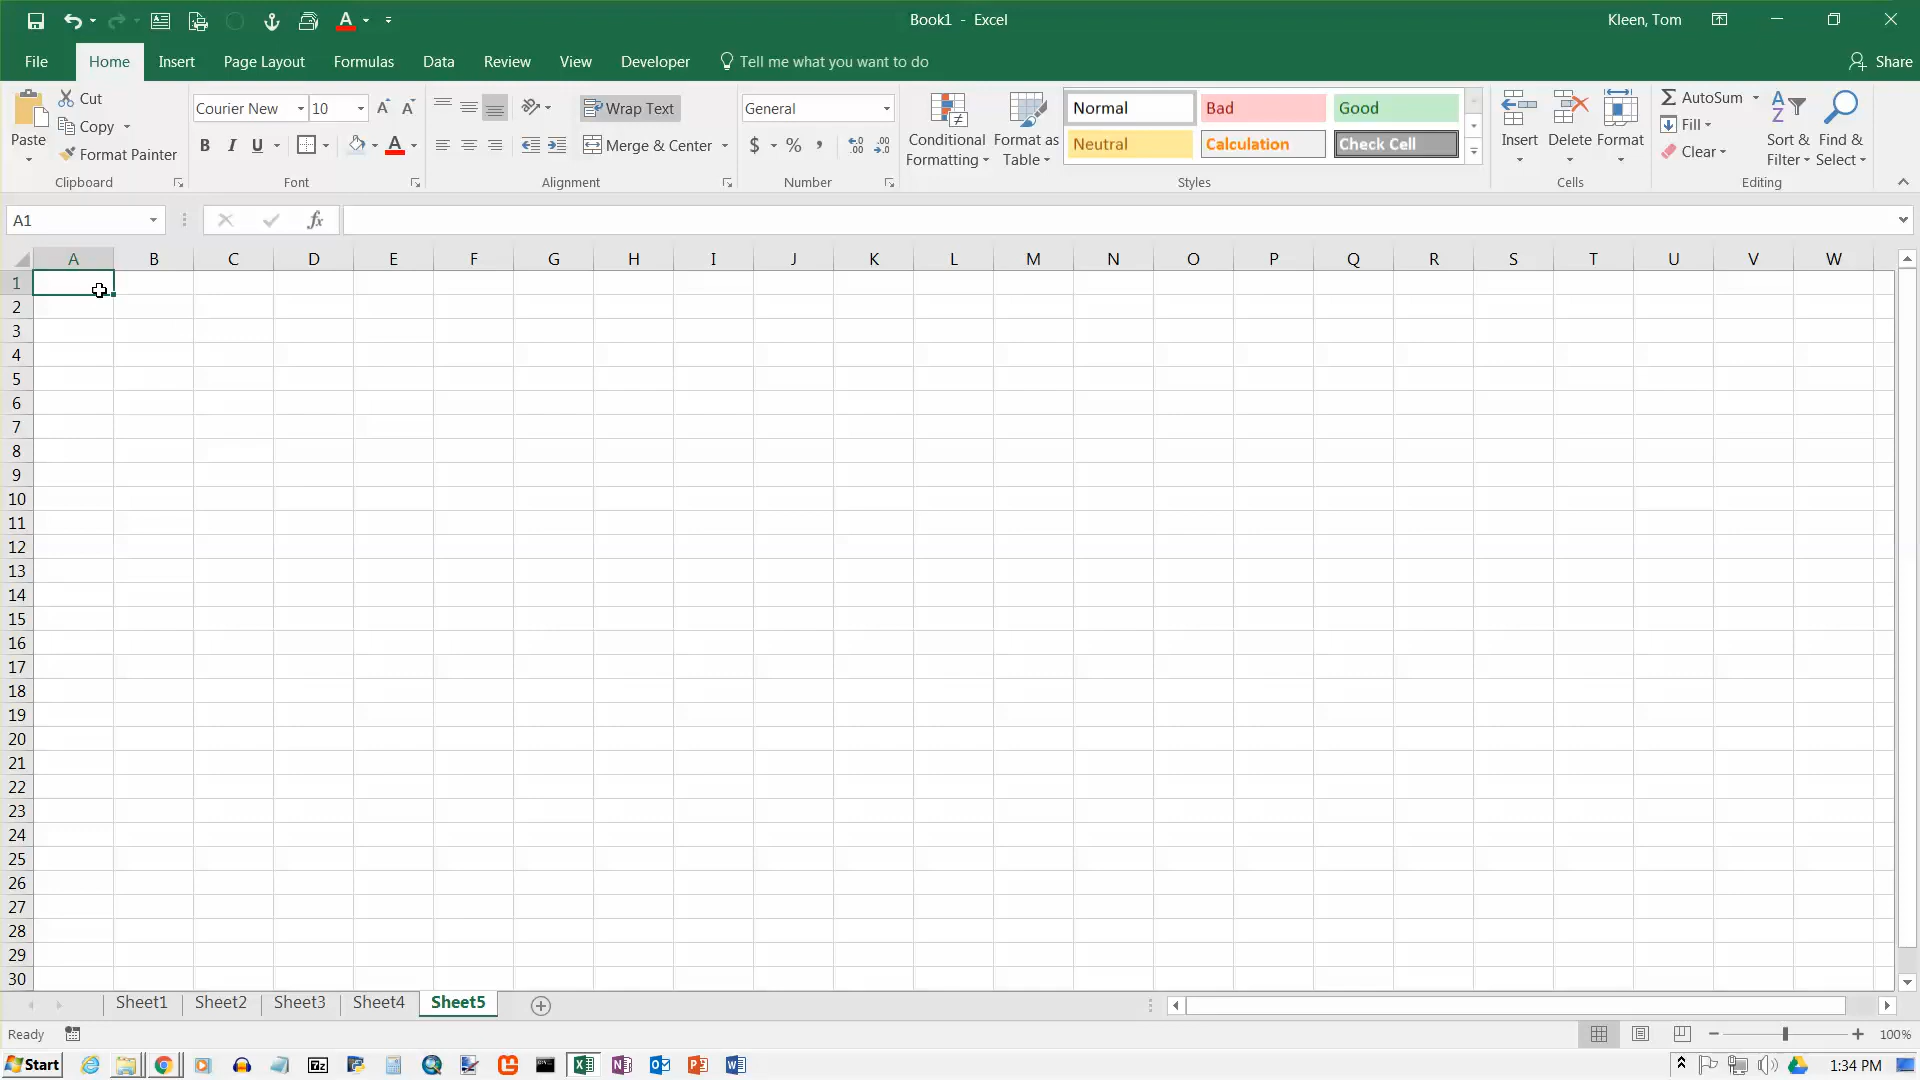 Book1 - Excel
Kleen, Tom
File Home Insert Page Layout Formulas Data Review View Developer Tell me what you want to do Share
Paste
Cut
Copy
Format Painter
Clipboard
Courier New 10 A A
B I U A
Font
Wrap Text
Merge & Center
Alignment
General
$ % ,
Number
Conditional Formatting
Format as Table
Normal Bad Good
Neutral Calculation Check Cell
Styles
Insert Delete Format
Cells
AutoSum
Fill
Clear
Sort & Filter
Find & Select
Editing
A1 fx
A B C D E F G H I J K L M N O P Q R S T U V W
1
2
3
4
5
6
7
8
9
10
11
12
13
14
15
16
17
18
19
20
21
22
23
24
25
26
27
28
29
30
Sheet1 Sheet2 Sheet3 Sheet4 Sheet5
Ready 100%
Start 1:34 PM